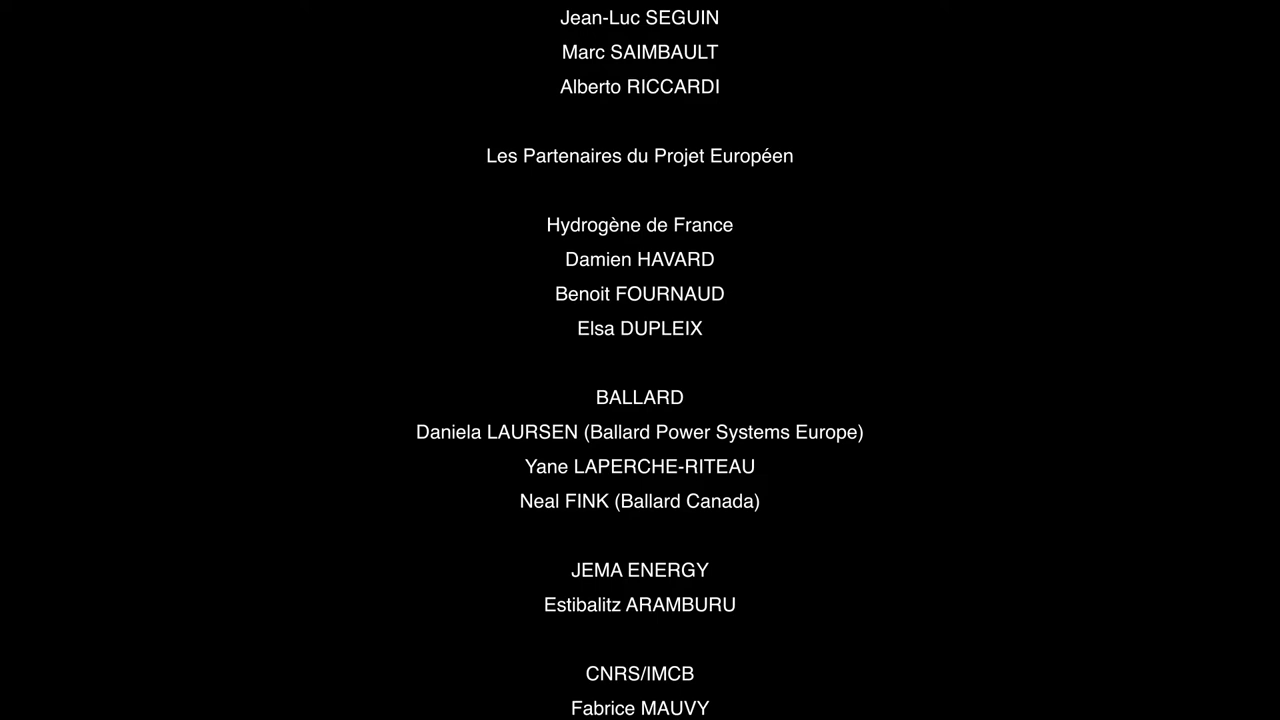 Jean-Luc SEGUIN
Marc SAIMBAULT
Alberto RICCARDI
Les Partenaires du Projet Européen
Hydrogène de France
Damien HAVARD
Benoit FOURNAUD
Elsa DUPLEIX
BALLARD
Daniela LAURSEN (Ballard Power Systems Europe)
Yane LAPERCHE-RITEAU
Neal FINK (Ballard Canada)
JEMA ENERGY
Estibalitz ARAMBURU
CNRS/IMCB
Fabrice MAUVY